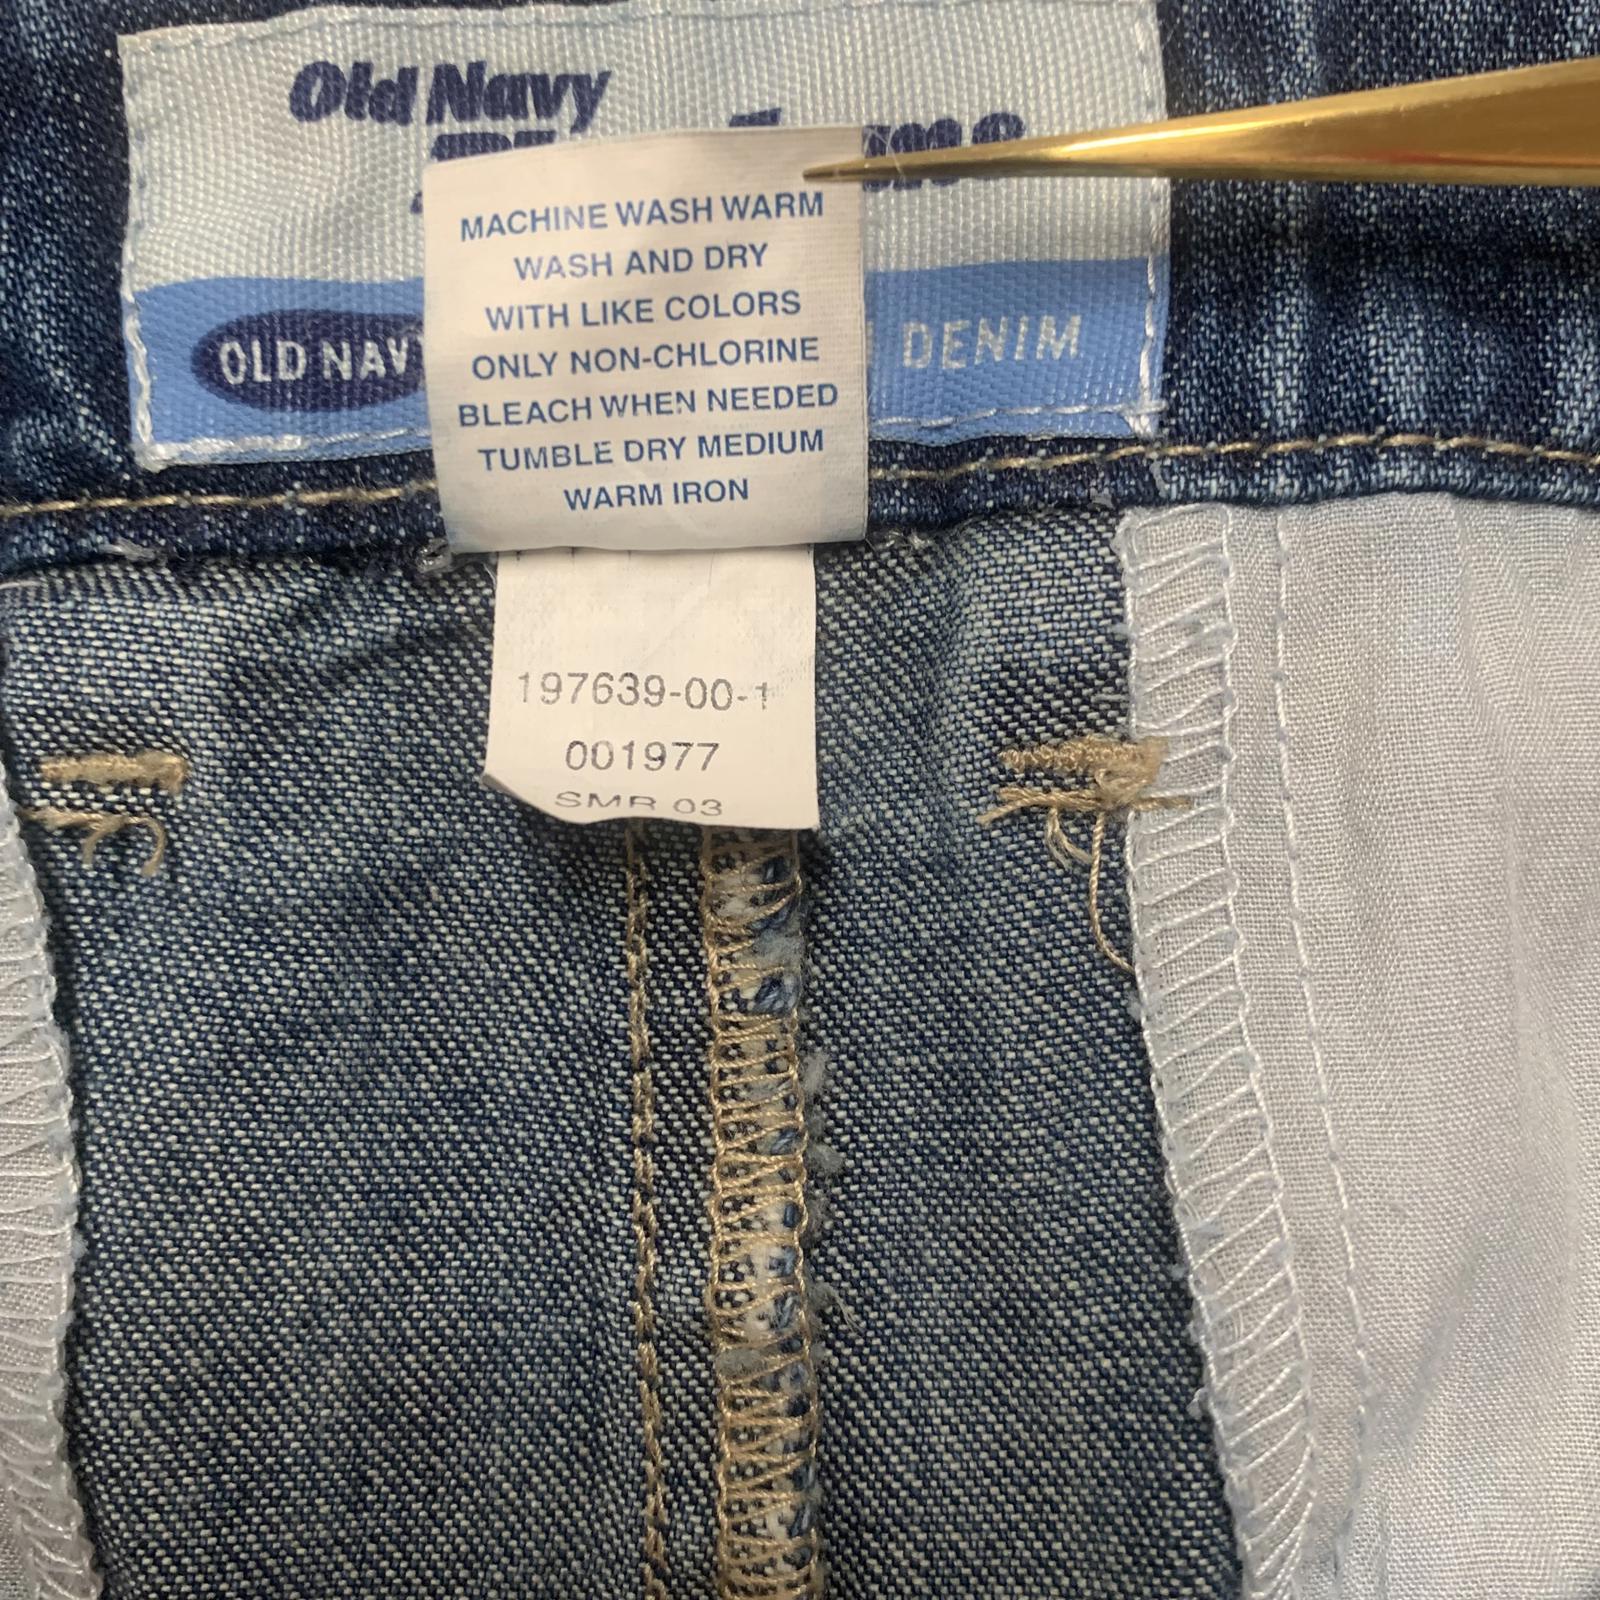 Old Navy
OLD NAVY
DENIM
MACHINE WASH WARM
WASH AND DRY
WITH LIKE COLORS
ONLY NON-CHLORINE
BLEACH WHEN NEEDED
TUMBLE DRY MEDIUM
WARM IRON
197639-00-1
001977
SMR 03